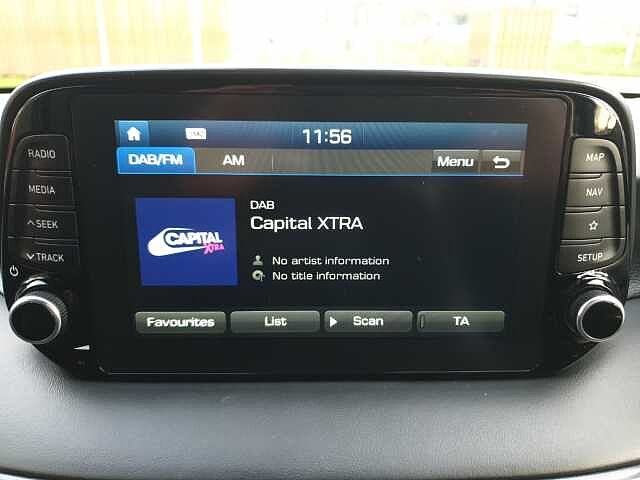 11:56
DAB/FM AM Menu
RADIO
MEDIA
SEEK
TRACK
DAB
Capital XTRA
CAPITAL
XTRA
No artist information
No title information
Favourites List Scan TA
MAP
NAV
SETUP